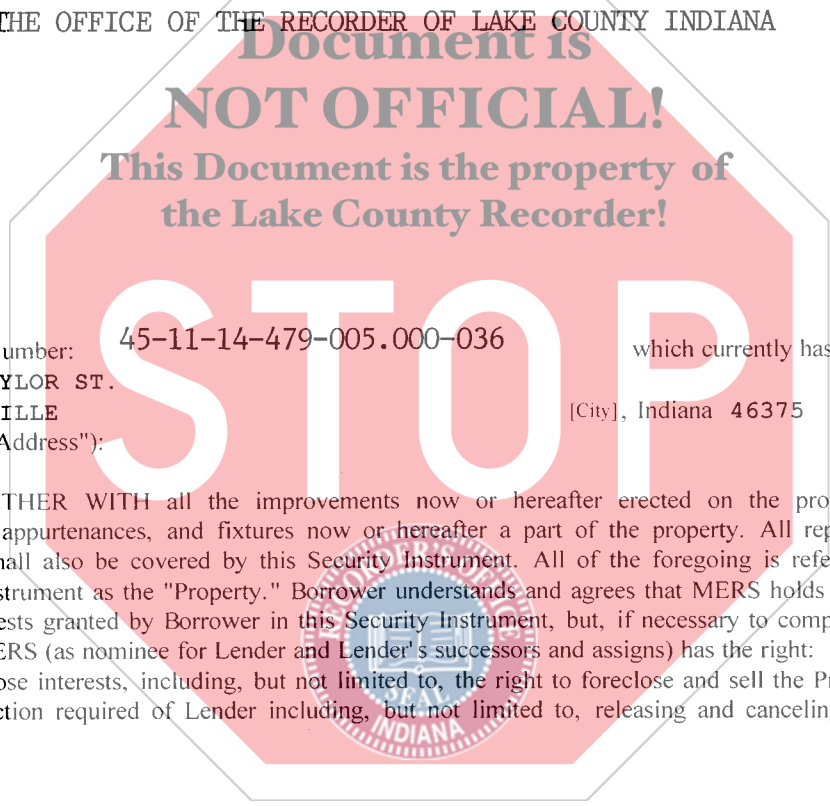 THE OFFICE OF THE RECORDER OF LAKE COUNTY INDIANA
Document is
NOT OFFICIAL!
This Document is the property of
the Lake County Recorder!
STOP
umber: 45-11-14-479-005.000-036 which currently has
YLOR ST.
ILLE [City], Indiana 46375
Address"):
THER WITH all the improvements now or hereafter erected on the pro
appurtenances, and fixtures now or hereafter a part of the property. All rep
hall also be covered by this Security Instrument. All of the foregoing is refe
strument as the "Property." Borrower understands and agrees that MERS holds
ests granted by Borrower in this Security Instrument, but, if necessary to comp
ERS (as nominee for Lender and Lender's successors and assigns) has the right:
ose interests, including, but not limited to, the right to foreclose and sell the Pr
ction required of Lender including, but not limited to, releasing and cancelin
RECORDER'S OFFICE
SEAL
INDIANA